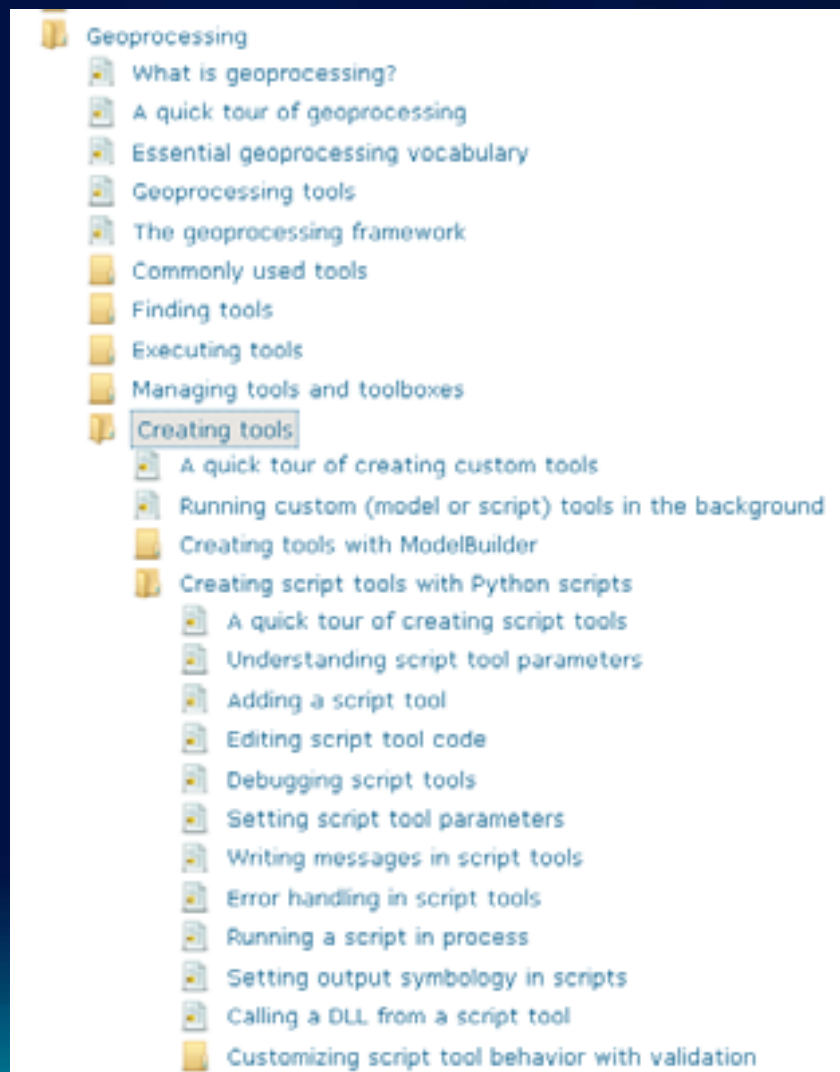 Geoprocessing
What is geoprocessing?
A quick tour of geoprocessing
Essential geoprocessing vocabulary
Geoprocessing tools
The geoprocessing framework
Commonly used tools
Finding tools
Executing tools
Managing tools and toolboxes
Creating tools
A quick tour of creating custom tools
Running custom (model or script) tools in the background
Creating tools with ModelBuilder
Creating script tools with Python scripts
A quick tour of creating script tools
Understanding script tool parameters
Adding a script tool
Editing script tool code
Debugging script tools
Setting script tool parameters
Writing messages in script tools
Error handling in script tools
Running a script in process
Setting output symbology in scripts
Calling a DLL from a script tool
Customizing script tool behavior with validation